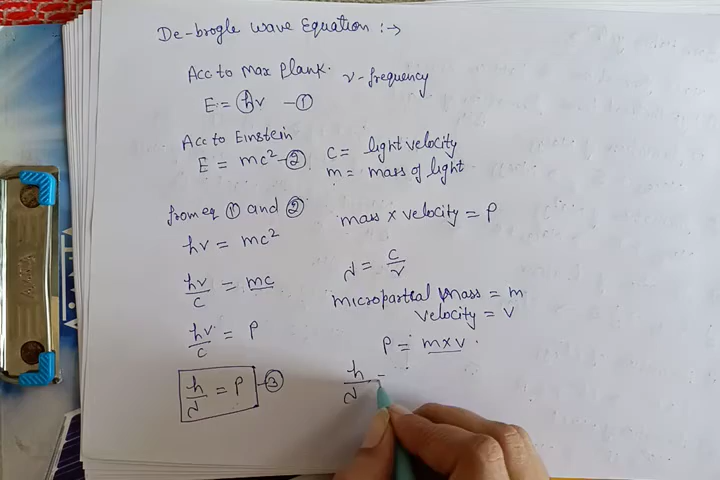 De-brogle wave Equation :→
Acc to Max Plank. ν - frequency
E = hν — ①
Acc to Einstein
E = mc² — ②
c = light velocity
m = mass of light
from eq ① and ②
hν = mc²
hν/c = mc
hν/c = P
h/λ = P — ③
mass x velocity = P
λ = c/ν
micropartical mass = m
velocity = v
P = m x v.
h/λ =